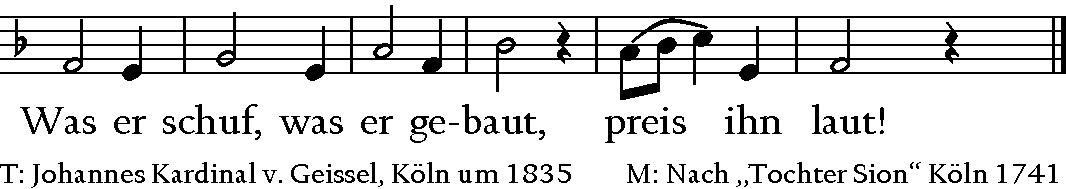 Was er schuf, was er ge-baut, preis ihn laut!
T: Johannes Kardinal v. Geissel, Köln um 1835 M: Nach „Tochter Sion“ Köln 1741